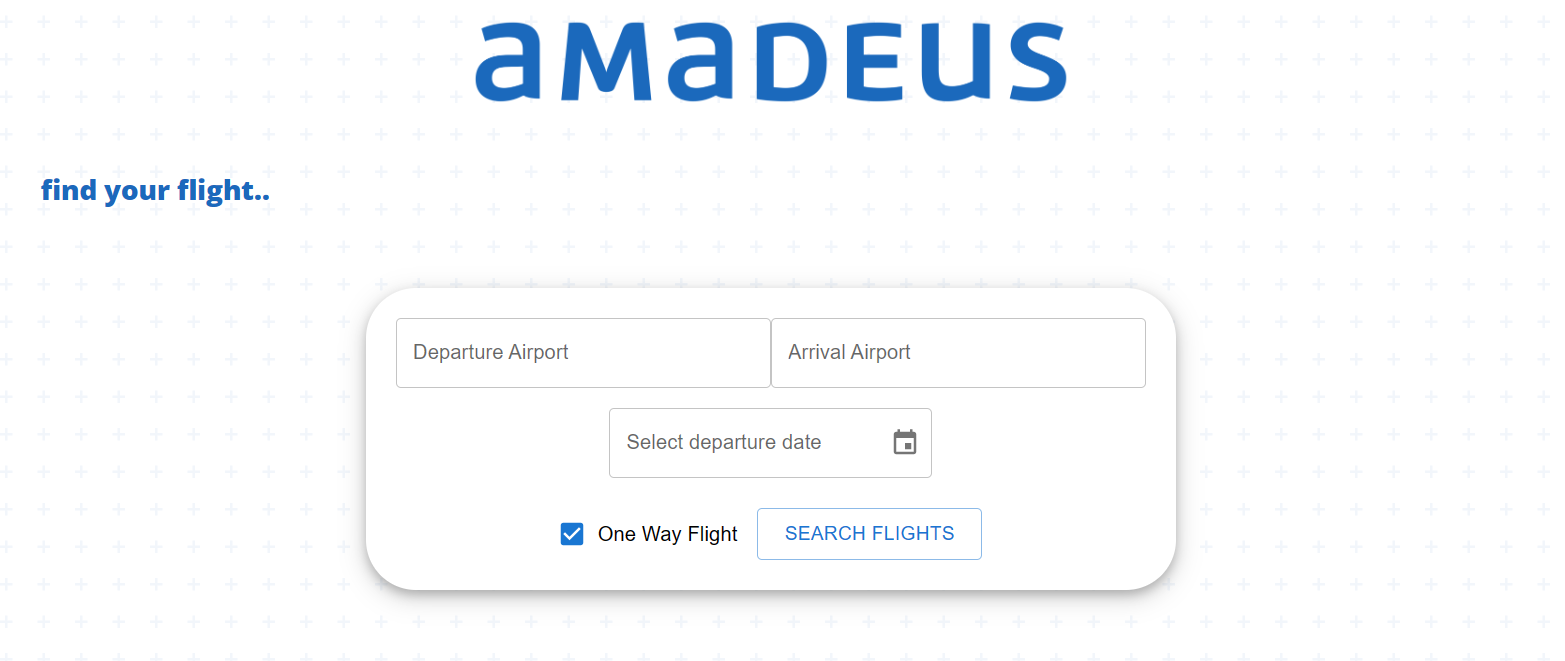 aMaDEUS
find your flight..
Departure Airport Arrival Airport
Select departure date
One Way Flight SEARCH FLIGHTS